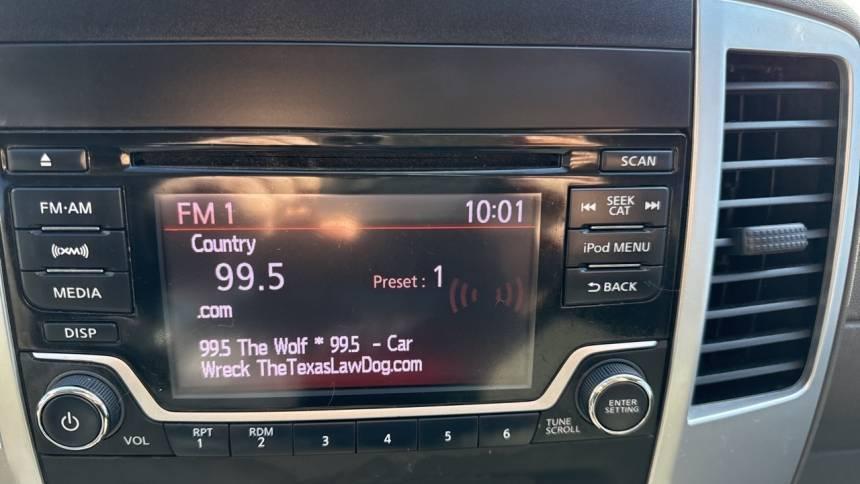 SCAN
FM·AM
SEEK
CAT
XM
iPod MENU
MEDIA
BACK
DISP
FM 1 10:01
Country
99.5 Preset : 1
.com
99.5 The Wolf * 99.5 - Car
Wreck TheTexasLawDog.com
VOL
RPT
1
RDM
2
3
4
5
6
TUNE
SCROLL
ENTER
SETTING